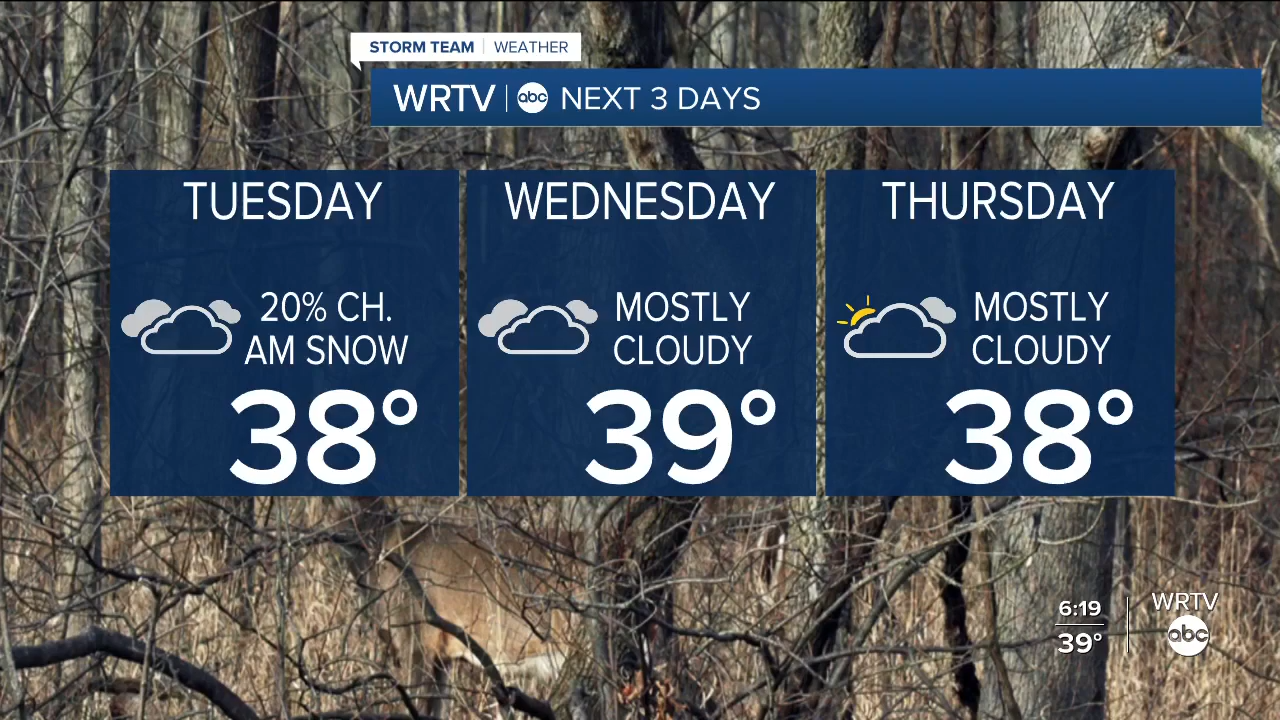 STORM TEAM | WEATHER
WRTV | abc NEXT 3 DAYS
TUESDAY
20% CH.
AM SNOW
38°
WEDNESDAY
MOSTLY
CLOUDY
39°
THURSDAY
MOSTLY
CLOUDY
38°
6:19
39°
WRTV
abc